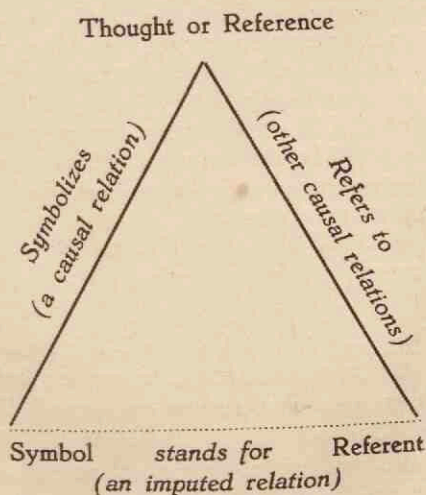 Thought or Reference
Symbolizes
(a causal relation)
Refers to
(other causal relations)
Symbol stands for Referent
(an imputed relation)